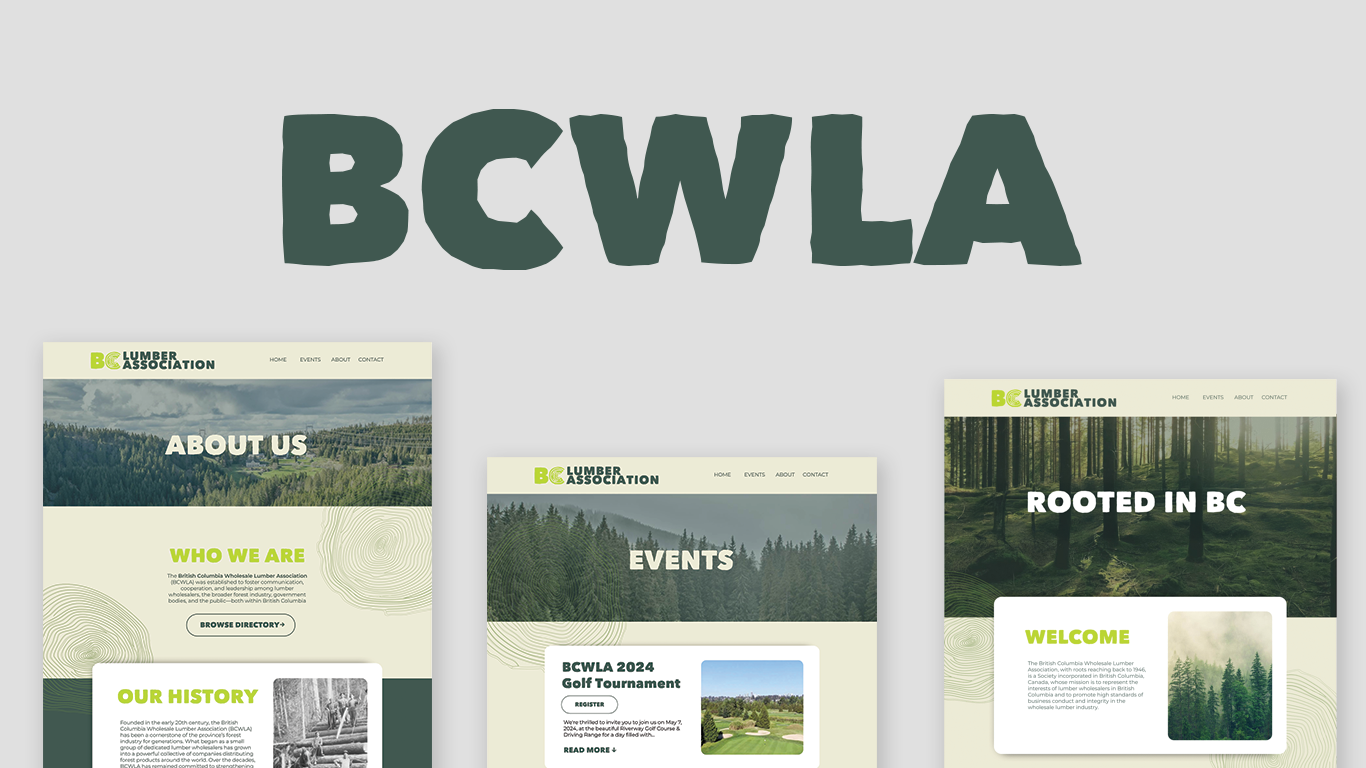 BCWLA
BC LUMBER
ASSOCIATION
HOME EVENTS ABOUT CONTACT
ABOUT US
WHO WE ARE
The British Columbia Wholesale Lumber Association
(BCWLA) was established to foster communication,
cooperation, and leadership among lumber
wholesalers, the broader forest industry, government
bodies, and the public—both within British Columbia
BROWSE DIRECTORY→
OUR HISTORY
Founded in the early 20th century, the British
Columbia Wholesale Lumber Association (BCWLA)
has been a cornerstone of the province's forest
industry for generations. What began as a small
group of dedicated lumber wholesalers has grown
into a powerful collective of companies distributing
forest products around the world. Over the decades,
BCWLA has remained committed to strengthening
BC LUMBER
ASSOCIATION
HOME EVENTS ABOUT CONTACT
EVENTS
BCWLA 2024
Golf Tournament
REGISTER
We're thrilled to invite you to join us on May 7,
2024, at the beautiful Riverway Golf Course &
Driving Range for a day filled with...
READ MORE ↓
BC LUMBER
ASSOCIATION
HOME EVENTS ABOUT CONTACT
ROOTED IN BC
WELCOME
The British Columbia Wholesale Lumber
Association, with roots reaching back to 1946,
is a Society incorporated in British Columbia,
Canada, whose mission is to represent the
interests of lumber wholesalers in British
Columbia and to promote high standards of
business conduct and integrity in the
wholesale lumber industry.